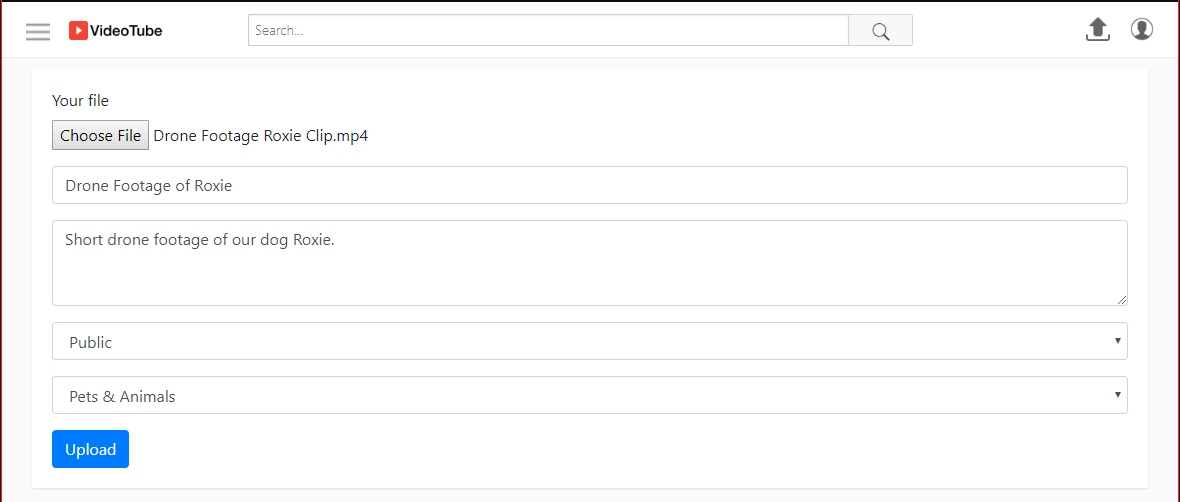 VideoTube
Search...
Your file
Choose File Drone Footage Roxie Clip.mp4
Drone Footage of Roxie
Short drone footage of our dog Roxie.
Public
Pets & Animals
Upload